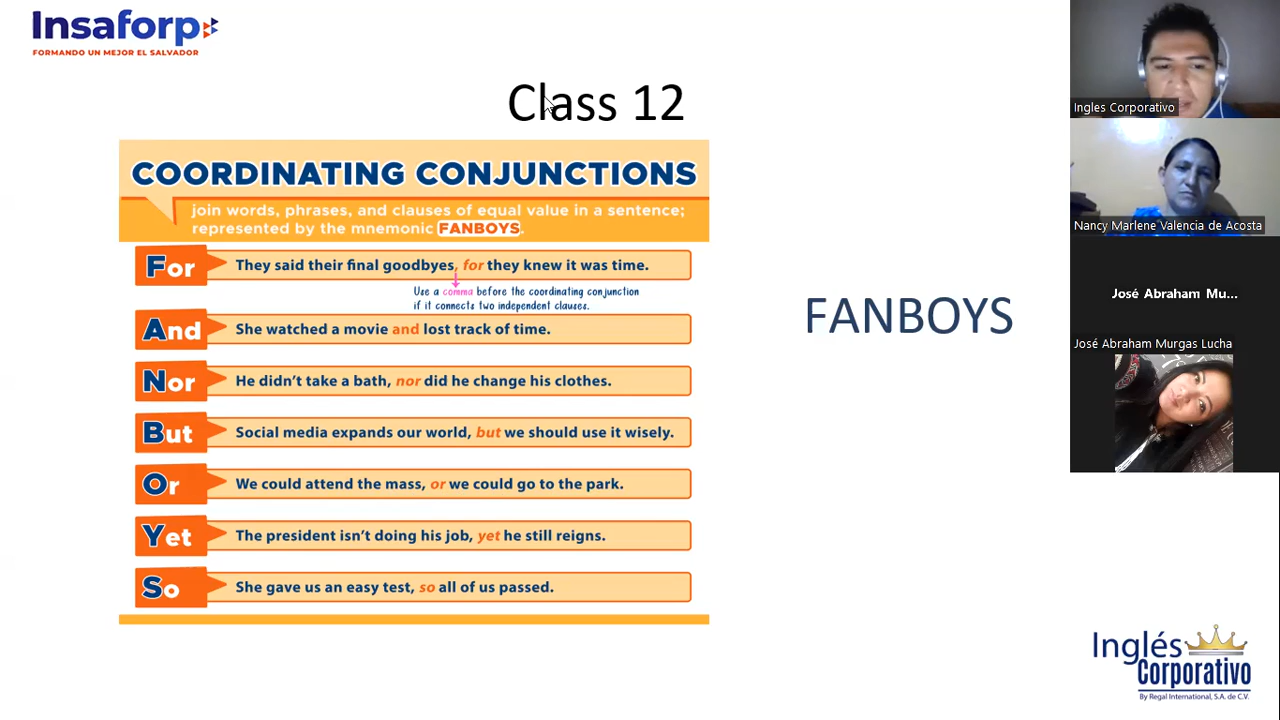 Insaforp
FORMANDO UN MEJOR EL SALVADOR
Class 12
COORDINATING CONJUNCTIONS
join words, phrases, and clauses of equal value in a sentence;
represented by the mnemonic FANBOYS.
For They said their final goodbyes, for they knew it was time.
Use a comma before the coordinating conjunction
if it connects two independent clauses.
And She watched a movie and lost track of time.
Nor He didn't take a bath, nor did he change his clothes.
But Social media expands our world, but we should use it wisely.
Or We could attend the mass, or we could go to the park.
Yet The president isn't doing his job, yet he still reigns.
So She gave us an easy test, so all of us passed.
FANBOYS
Ingles Corporativo
Nancy Marlene Valencia de Acosta
José Abraham Mu...
José Abraham Murgas Lucha
Inglés
Corporativo
By Regal International, S.A. de C.V.